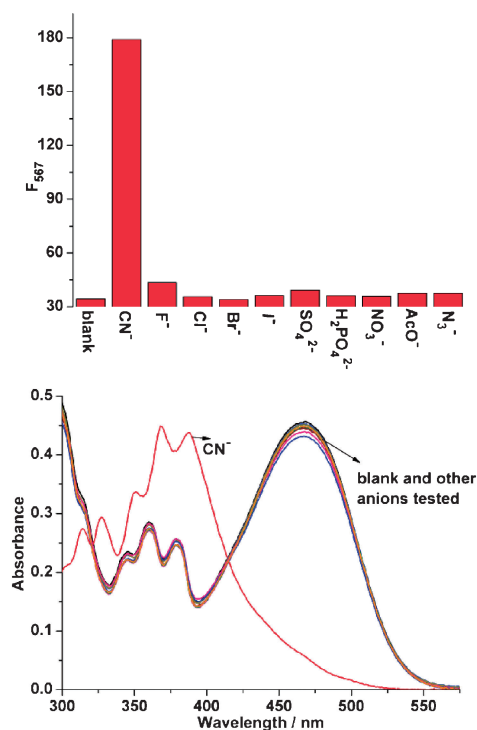 180
150
120
90
60
30
F567
blank
CN⁻
F⁻
Cl⁻
Br⁻
I⁻
SO₄²⁻
H₂PO₄²⁻
NO₃⁻
AcO⁻
N₃⁻
0.5
0.4
0.3
0.2
0.1
0.0
Absorbance
CN⁻
blank and other
anions tested
300 350 400 450 500 550
Wavelength / nm